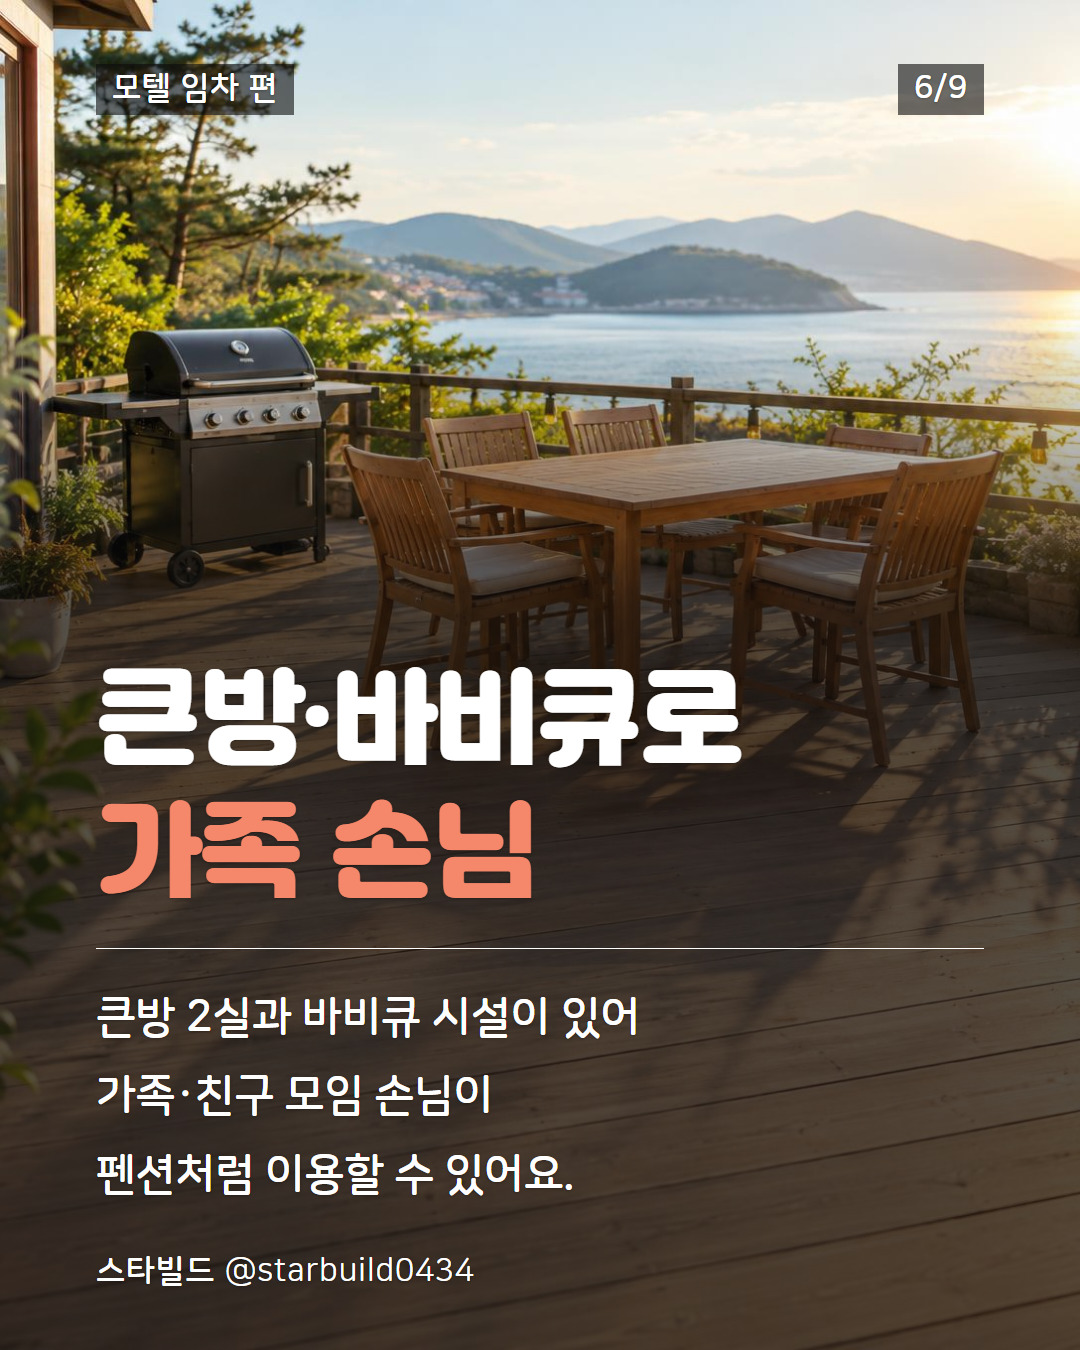 모텔 임차 편
6/9
큰방·바비큐로
가족 손님
큰방 2실과 바비큐 시설이 있어
가족·친구 모임 손님이
펜션처럼 이용할 수 있어요.
스타빌드 @starbuild0434